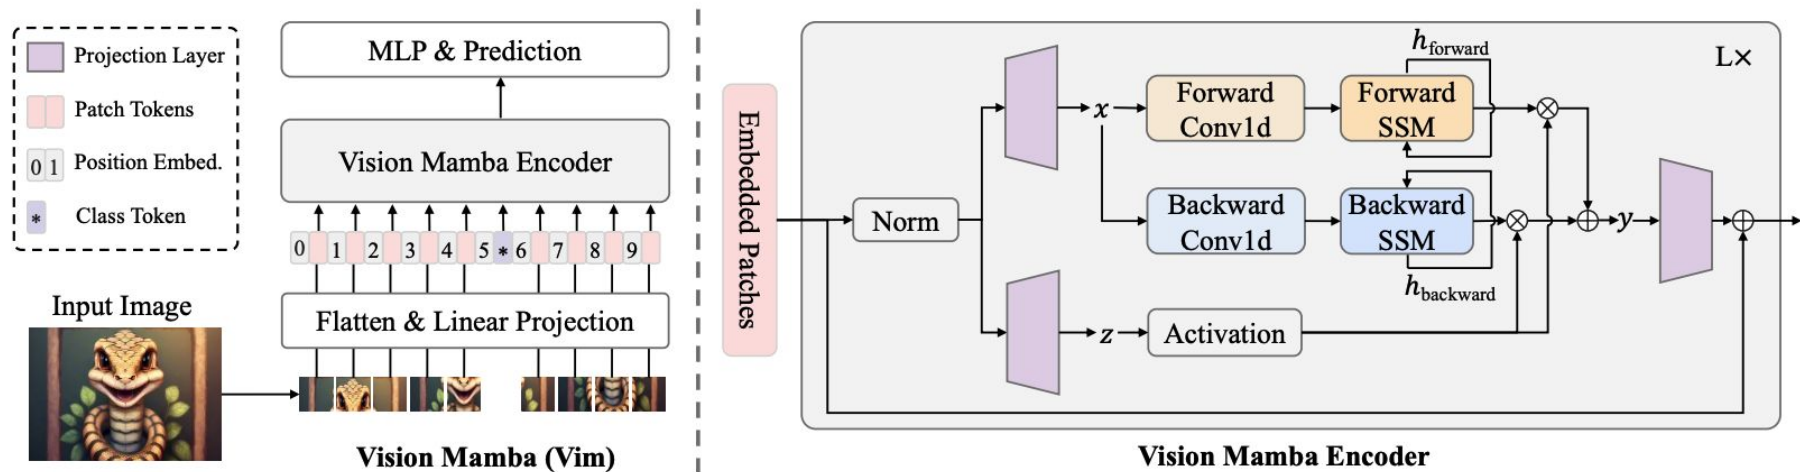 Projection Layer
Patch Tokens
0 1 Position Embed.
* Class Token
Input Image
MLP & Prediction
Vision Mamba Encoder
0 1 2 3 4 5 * 6 7 8 9
Flatten & Linear Projection
Vision Mamba (Vim)
Embedded Patches
L×
Norm
x
Forward
Conv1d
Forward
SSM
h forward
Backward
Conv1d
Backward
SSM
h backward
z
Activation
y
Vision Mamba Encoder